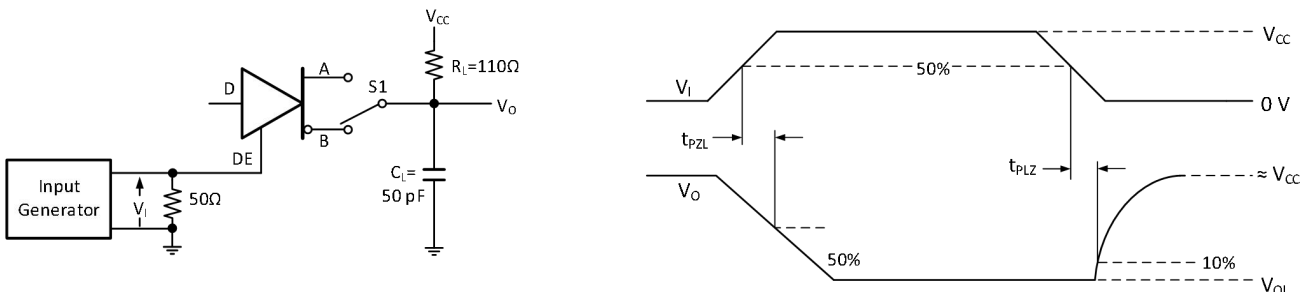 V_CC
R_L=110Ω
A
S1
D
V_O
B
DE
C_L=
50 pF
Input
Generator
V_I
50Ω
V_CC
V_I
50%
0 V
t_PZL
t_PLZ
V_O
≈ V_CC
50%
10%
V_OL